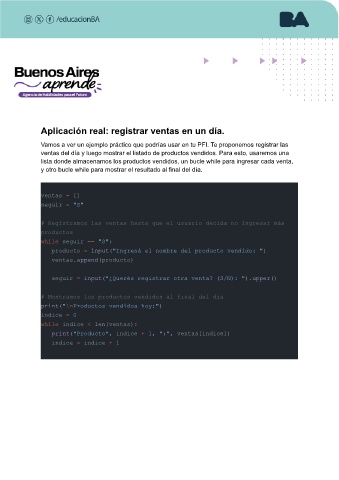 /educacionBA
BA
Buenos Aires
aprende
Agencia de Habilidades para el Futuro
Aplicación real: registrar ventas en un día.
Vamos a ver un ejemplo práctico que podrías usar en tu PFI. Te proponemos registrar las
ventas del día y luego mostrar el listado de productos vendidos. Para esto, usaremos una
lista donde almacenamos los productos vendidos, un bucle while para ingresar cada venta,
y otro bucle while para mostrar el resultado al final del día.
ventas = []
seguir = "S"
# Registramos las ventas hasta que el usuario decida no ingresar más
productos
while seguir == "S":
producto = input("Ingresá el nombre del producto vendido: ")
ventas.append(producto)
seguir = input("¿Querés registrar otra venta? (S/N): ").upper()
# Mostramos los productos vendidos al final del día
print("\nProductos vendidos hoy:")
indice = 0
while indice < len(ventas):
print("Producto", indice + 1, ":", ventas[indice])
indice = indice + 1